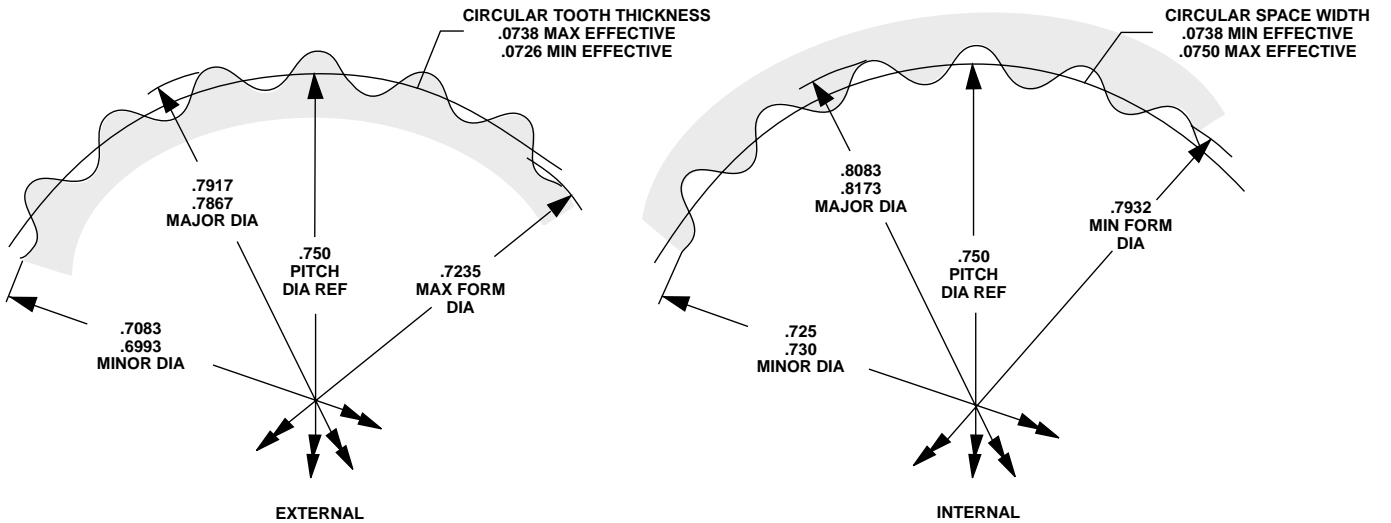 CIRCULAR TOOTH THICKNESS
.0738 MAX EFFECTIVE
.0726 MIN EFFECTIVE
.7917
.7867
MAJOR DIA
.750
PITCH
DIA REF
.7235
MAX FORM
DIA
.7083
.6993
MINOR DIA
EXTERNAL
CIRCULAR SPACE WIDTH
.0738 MIN EFFECTIVE
.0750 MAX EFFECTIVE
.8083
.8173
MAJOR DIA
.7932
MIN FORM
DIA
.750
PITCH
DIA REF
.725
.730
MINOR DIA
INTERNAL